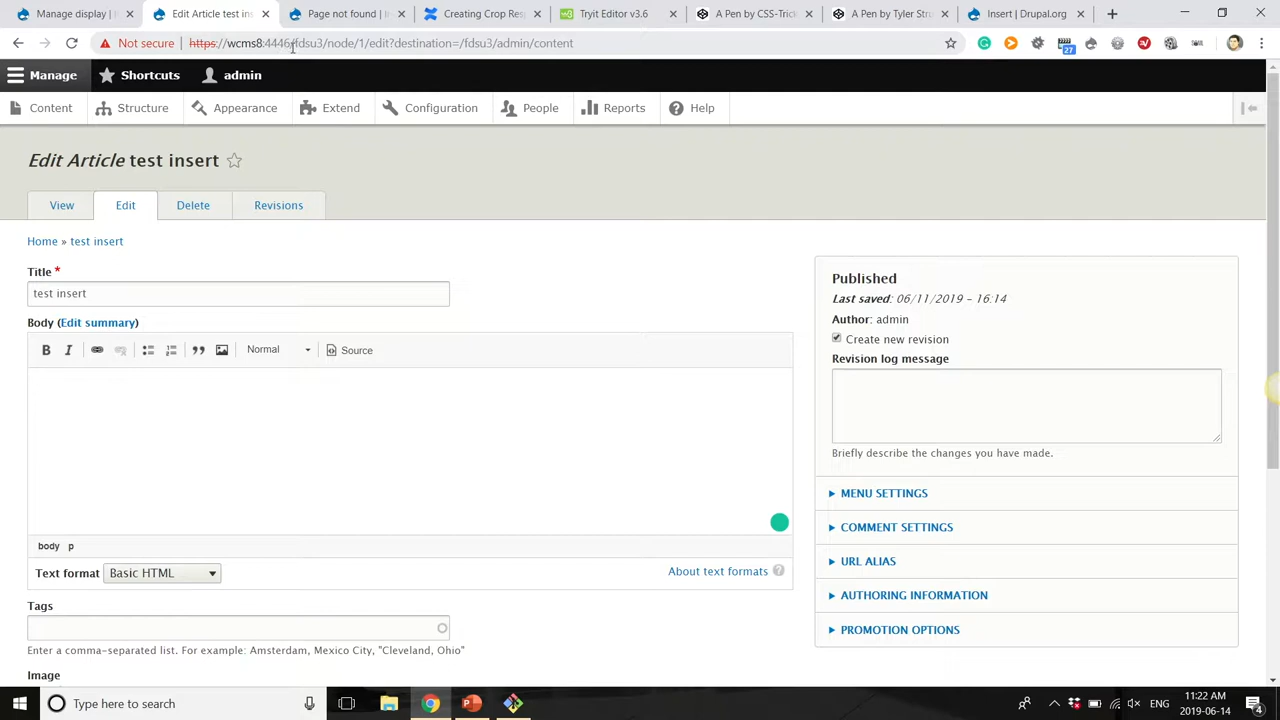 Manage Article
Edit Article test ins
Page not found | 
Creating Crop Res
Tryit Editor v3.6
A Pen by CSS-Trick
A Pen by Tyler Str
Insert | Drupal.org
Not secure https://wcms8:4446/fdsu3/node/1/edit?destination=/fdsu3/admin/content
27
Manage Shortcuts admin
Content Structure Appearance Extend Configuration People Reports Help
Edit Article test insert
View Edit Delete Revisions
Home » test insert
Title *
test insert
Body (Edit summary)
B I Normal Source
body p
Text format Basic HTML About text formats ?
Tags
Enter a comma-separated list. For example: Amsterdam, Mexico City, "Cleveland, Ohio"
Image
Published
Last saved: 06/11/2019 - 16:14
Author: admin
Create new revision
Revision log message
Briefly describe the changes you have made.
MENU SETTINGS
COMMENT SETTINGS
URL ALIAS
AUTHORING INFORMATION
PROMOTION OPTIONS
Type here to search
ENG
11:22 AM
2019-06-14
4